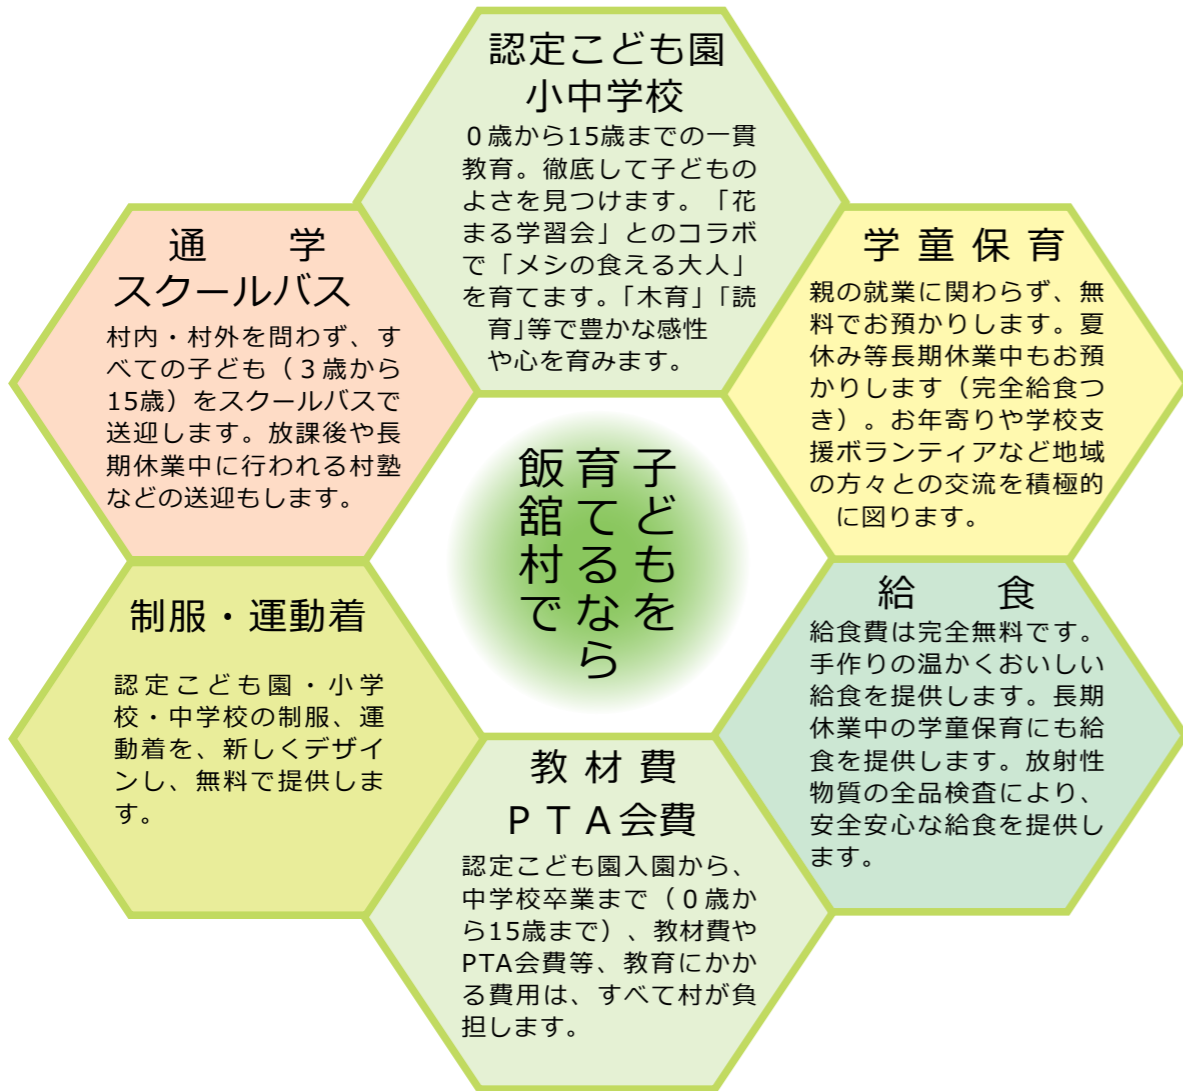 認定こども園
小中学校
０歳から15歳までの一貫
教育。徹底して子どもの
よさを見つけます。「花
まる学習会」とのコラボ
で「メシの食える大人」
を育てます。「木育」「読
育」等で豊かな感性
や心を育みます。
通　学
スクールバス
村内・村外を問わず、す
べての子ども（３歳から
15歳）をスクールバスで
送迎します。放課後や長
期休業中に行われる村塾
などの送迎もします。
学童保育
親の就業に関わらず、無
料でお預かりします。夏
休み等長期休業中もお預
かりします（完全給食つ
き）。お年寄りや学校支
援ボランティアなど地域
の方々との交流を積極的
に図ります。
子どもを
育てるなら
飯舘村で
制服・運動着
認定こども園・小学
校・中学校の制服、運
動着を、新しくデザイ
ンし、無料で提供しま
す。
給　食
給食費は完全無料です。
手作りの温かくおいしい
給食を提供します。長期
休業中の学童保育にも給
食を提供します。放射性
物質の全品検査により、
安全安心な給食を提供し
ます。
教材費
ＰＴＡ会費
認定こども園入園から、
中学校卒業まで（０歳か
ら15歳まで）、教材費や
PTA会費等、教育にかか
る費用は、すべて村が負
担します。